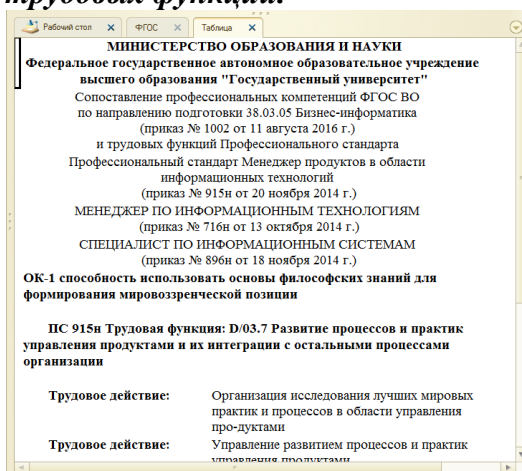 трудовых функций.
Рабочий стол X ФГОС X Таблица X
МИНИСТЕРСТВО ОБРАЗОВАНИЯ И НАУКИ
Федеральное государственное автономное образовательное учреждение
высшего образования "Государственный университет"
Сопоставление профессиональных компетенций ФГОС ВО
по направлению подготовки 38.03.05 Бизнес-информатика
(приказ № 1002 от 11 августа 2016 г.)
и трудовых функций Профессионального стандарта
Профессиональный стандарт Менеджер продуктов в области
информационных технологий
(приказ № 915н от 20 ноября 2014 г.)
МЕНЕДЖЕР ПО ИНФОРМАЦИОННЫМ ТЕХНОЛОГИЯМ
(приказ № 716н от 13 октября 2014 г.)
СПЕЦИАЛИСТ ПО ИНФОРМАЦИОННЫМ СИСТЕМАМ
(приказ № 896н от 18 ноября 2014 г.)
ОК-1 способность использовать основы философских знаний для
формирования мировоззренческой позиции
ПС 915н Трудовая функция: D/03.7 Развитие процессов и практик
управления продуктами и их интеграции с остальными процессами
организации
Трудовое действие: Организация исследования лучших мировых
практик и процессов в области управления
про-дуктами
Трудовое действие: Управление развитием процессов и практик
управления продуктами